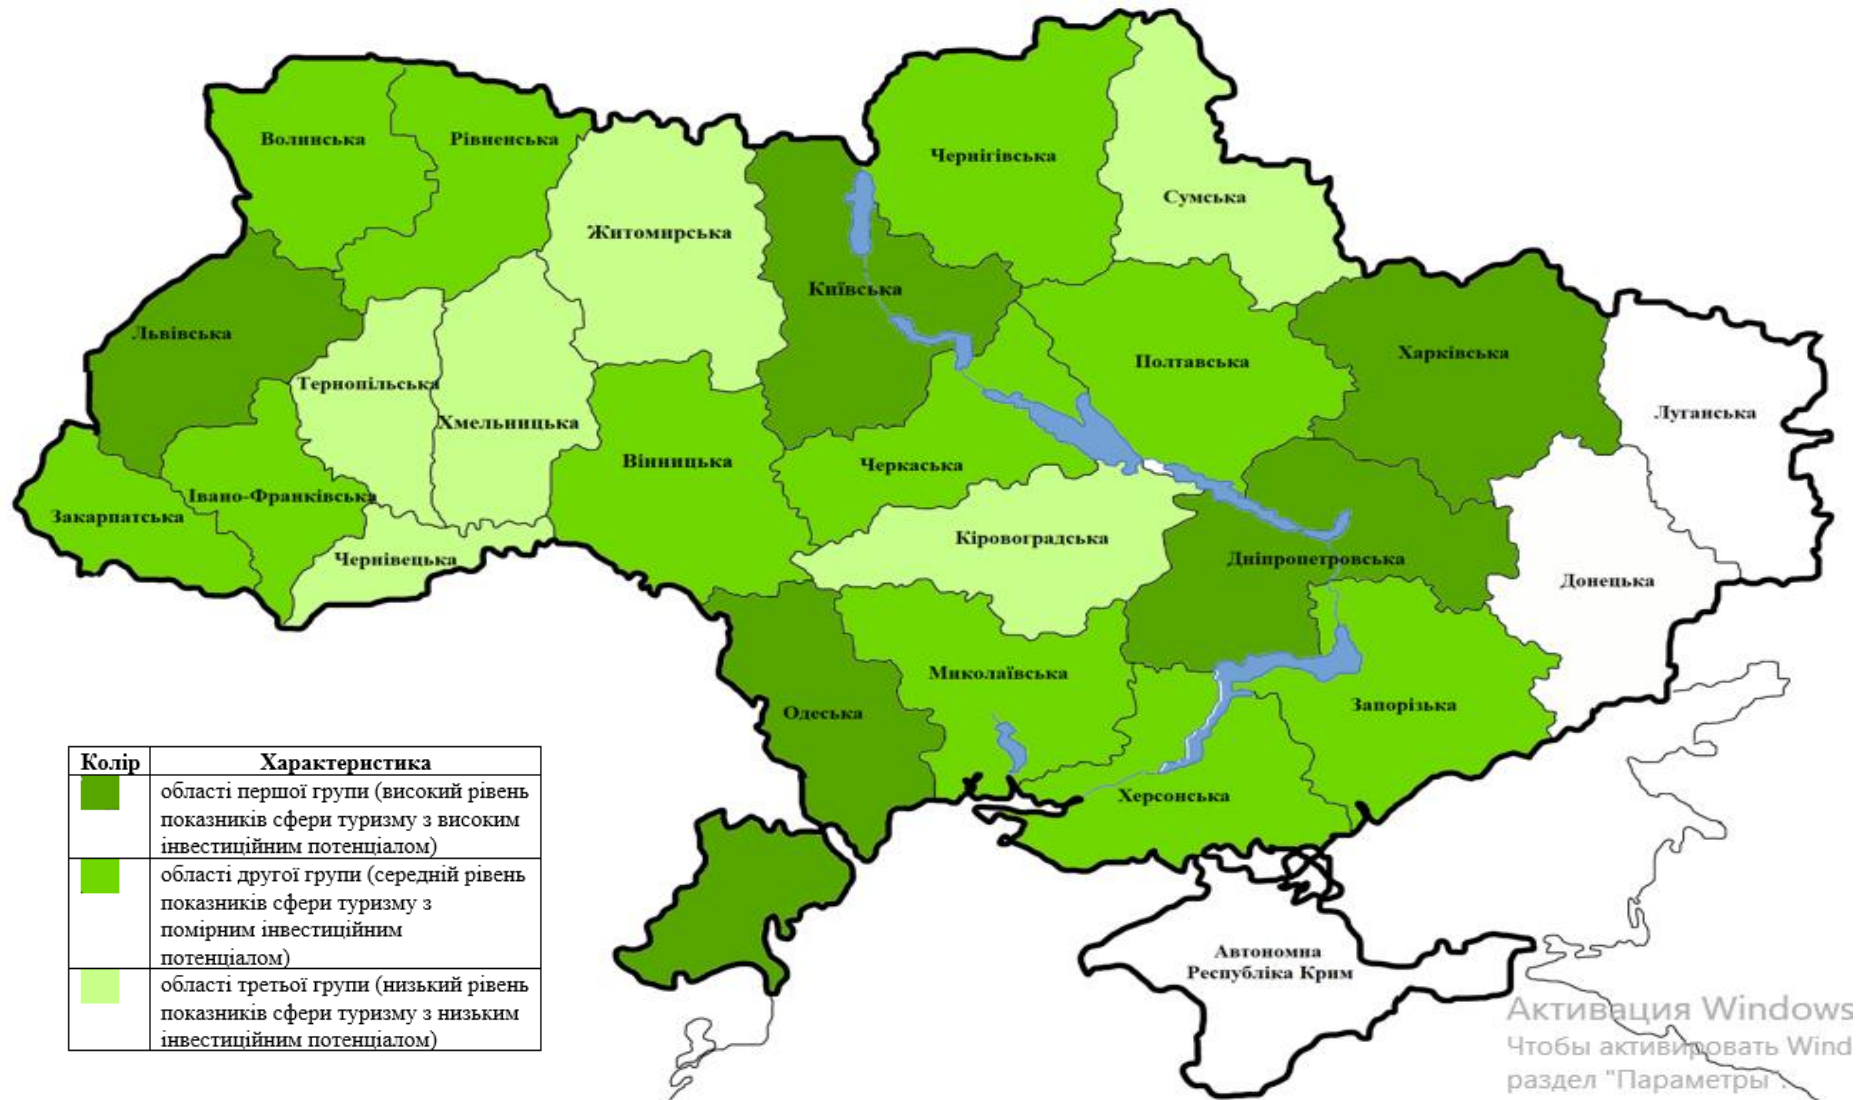 Волинська
Рівненська
Чернігівська
Сумська
Житомирська
Київська
Львівська
Тернопільська
Хмельницька
Полтавська
Харківська
Луганська
Вінницька
Черкаська
Івано-Франківська
Закарпатська
Чернівецька
Кіровоградська
Дніпропетровська
Донецька
Миколаївська
Одеська
Запорізька
Херсонська
Автономна
Республіка Крим
Колір Характеристика
області першої групи (високий рівень
показників сфери туризму з високим
інвестиційним потенціалом)
області другої групи (середній рівень
показників сфери туризму з
помірним інвестиційним
потенціалом)
області третьої групи (низький рівень
показників сфери туризму з низьким
інвестиційним потенціалом)
Активация Windows
Чтобы активировать Wind
раздел "Параметры".